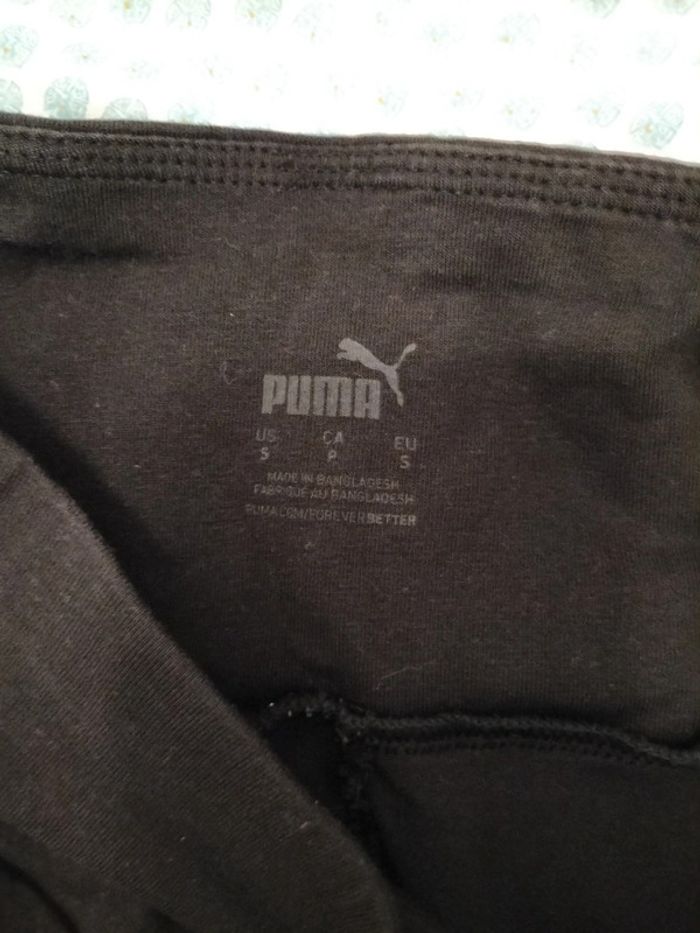 PUMA
US CA EU
S P S
MADE IN BANGLADESH
FABRIQUÉ AU BANGLADESH
PUMA.COM/FOREVERBETTER